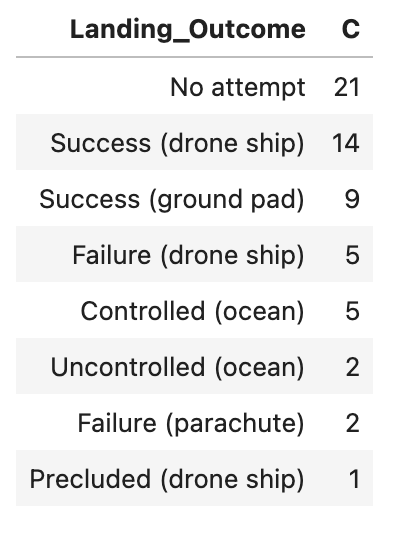 Landing_Outcome C
No attempt 21
Success (drone ship) 14
Success (ground pad) 9
Failure (drone ship) 5
Controlled (ocean) 5
Uncontrolled (ocean) 2
Failure (parachute) 2
Precluded (drone ship) 1